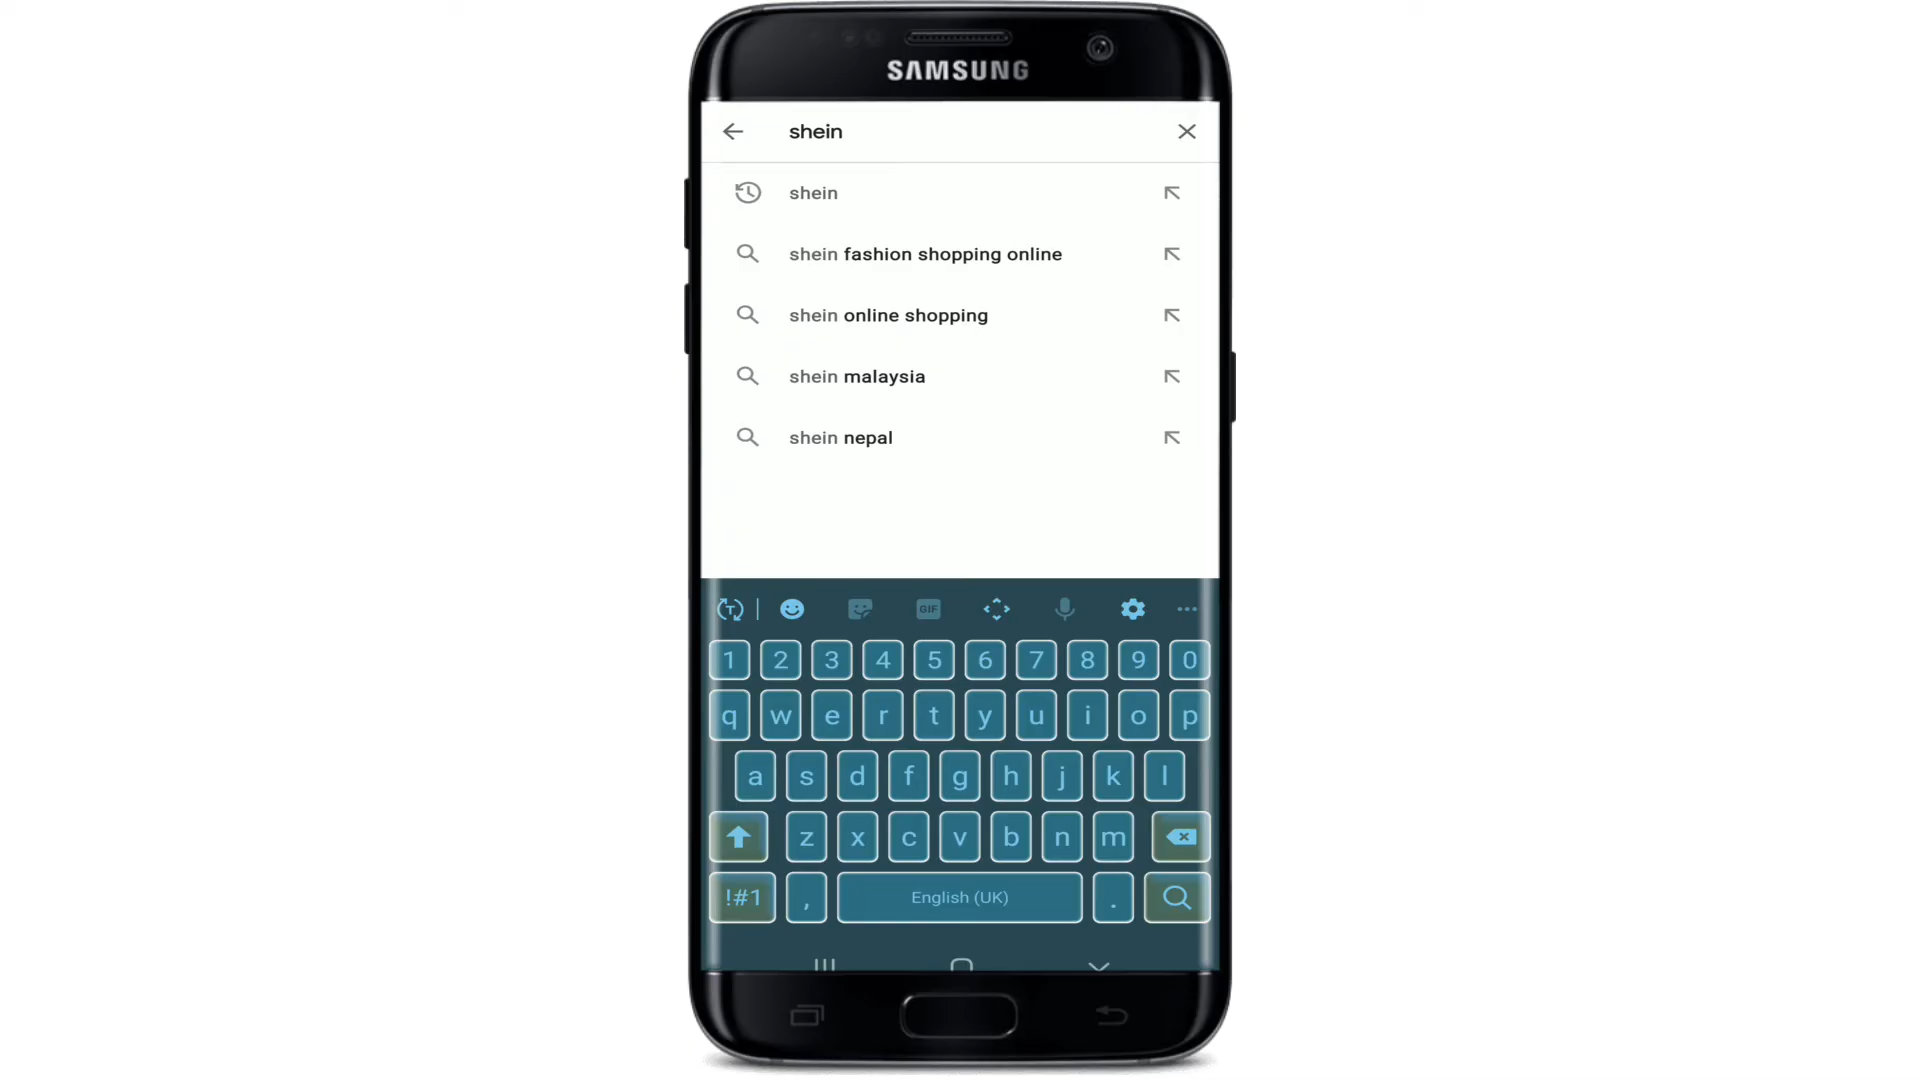 SAMSUNG
shein
shein
shein fashion shopping online
shein online shopping
shein malaysia
shein nepal
T GIF
1 2 3 4 5 6 7 8 9 0
q w e r t y u i o p
a s d f g h j k l
z x c v b n m
!#1 , English (UK) .